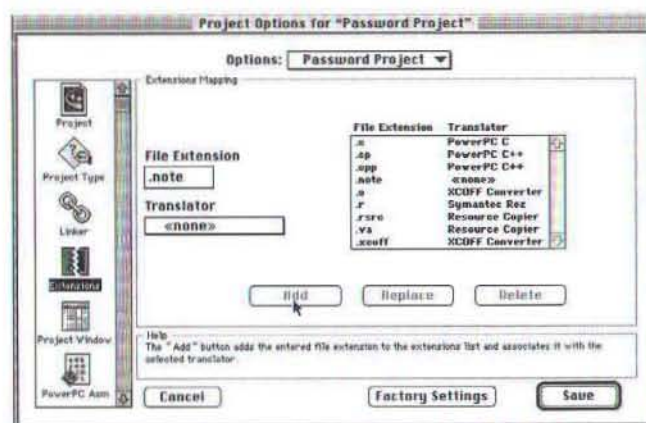 Project Options for “Password Project”
Options: Password Project
Project
Project Type
Linker
Extensions
Project Window
PowerPC Asm
Extensions Mapping
File Extension
.note
Translator
«none»
File Extension Translator
.c PowerPC C
.cp PowerPC C++
.cpp PowerPC C++
.note «none»
.o XCOFF Converter
.r Symantec Rez
.rsrc Resource Copier
Resource Copier
.xcoff XCOFF Converter
Add Replace Delete
Help
The "Add" button adds the entered file extension to the extensions list and associates it with the
selected translator.
Cancel Factory Settings Save